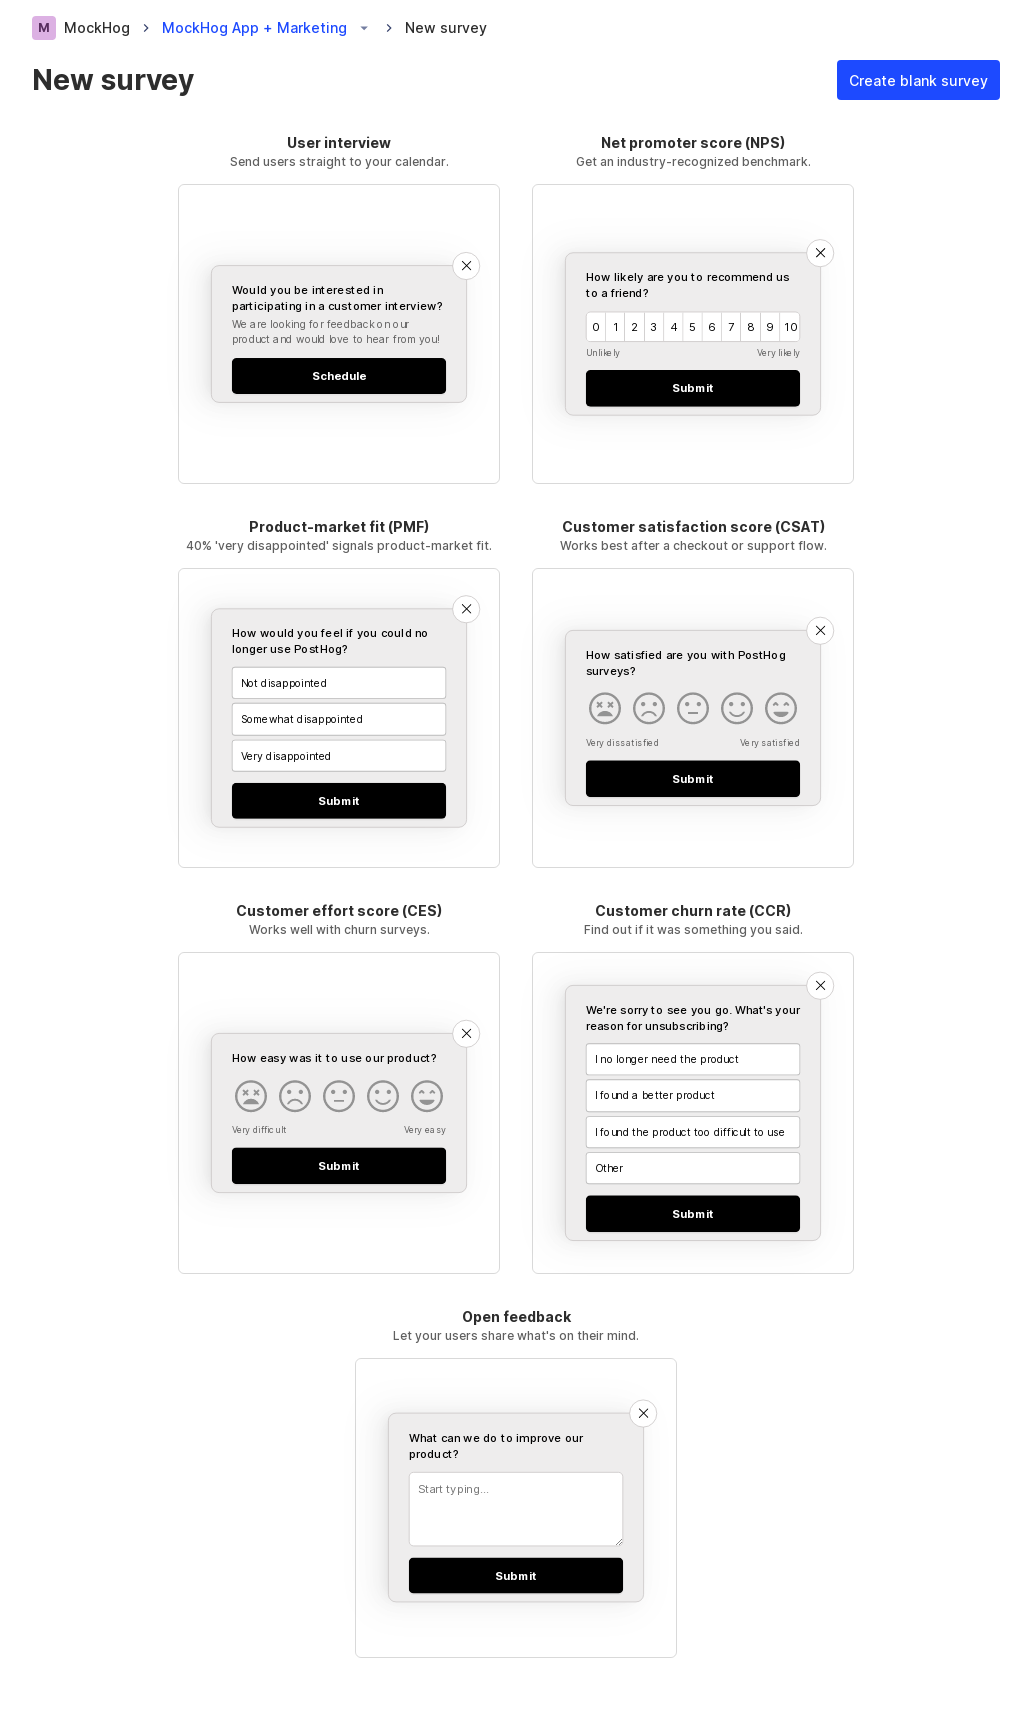 M MockHog MockHog App + Marketing New survey
New survey
Create blank survey
User interview
Send users straight to your calendar.
Would you be interested in
participating in a customer interview?
We are looking for feedback on our
product and would love to hear from you!
Schedule
Net promoter score (NPS)
Get an industry-recognized benchmark.
How likely are you to recommend us
to a friend?
0 1 2 3 4 5 6 7 8 9 10
Unlikely Very likely
Submit
Product-market fit (PMF)
40% 'very disappointed' signals product-market fit.
How would you feel if you could no
longer use PostHog?
Not disappointed
Somewhat disappointed
Very disappointed
Submit
Customer satisfaction score (CSAT)
Works best after a checkout or support flow.
How satisfied are you with PostHog
surveys?
Very dissatisfied Very satisfied
Submit
Customer effort score (CES)
Works well with churn surveys.
How easy was it to use our product?
Very difficult Very easy
Submit
Customer churn rate (CCR)
Find out if it was something you said.
We're sorry to see you go. What's your
reason for unsubscribing?
I no longer need the product
I found a better product
I found the product too difficult to use
Other
Submit
Open feedback
Let your users share what's on their mind.
What can we do to improve our
product?
Start typing...
Submit